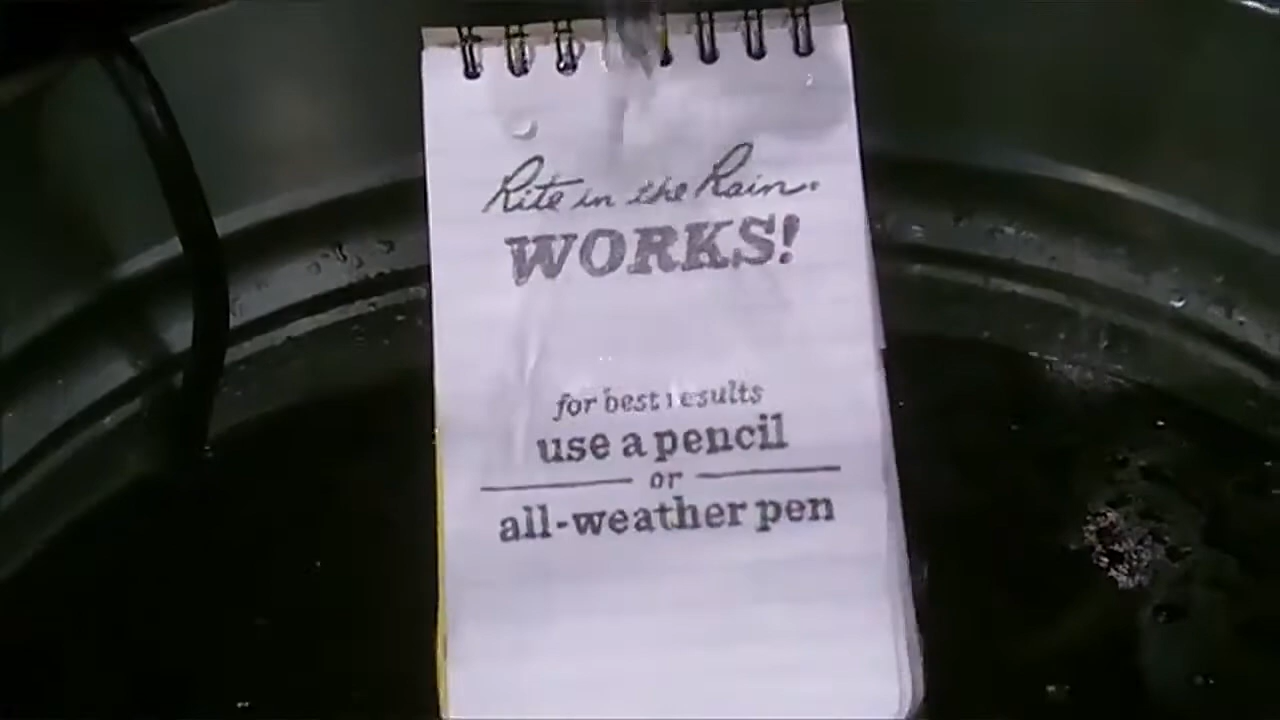 Rite in the Rain.
WORKS!
for best results
use a pencil
or
all-weather pen